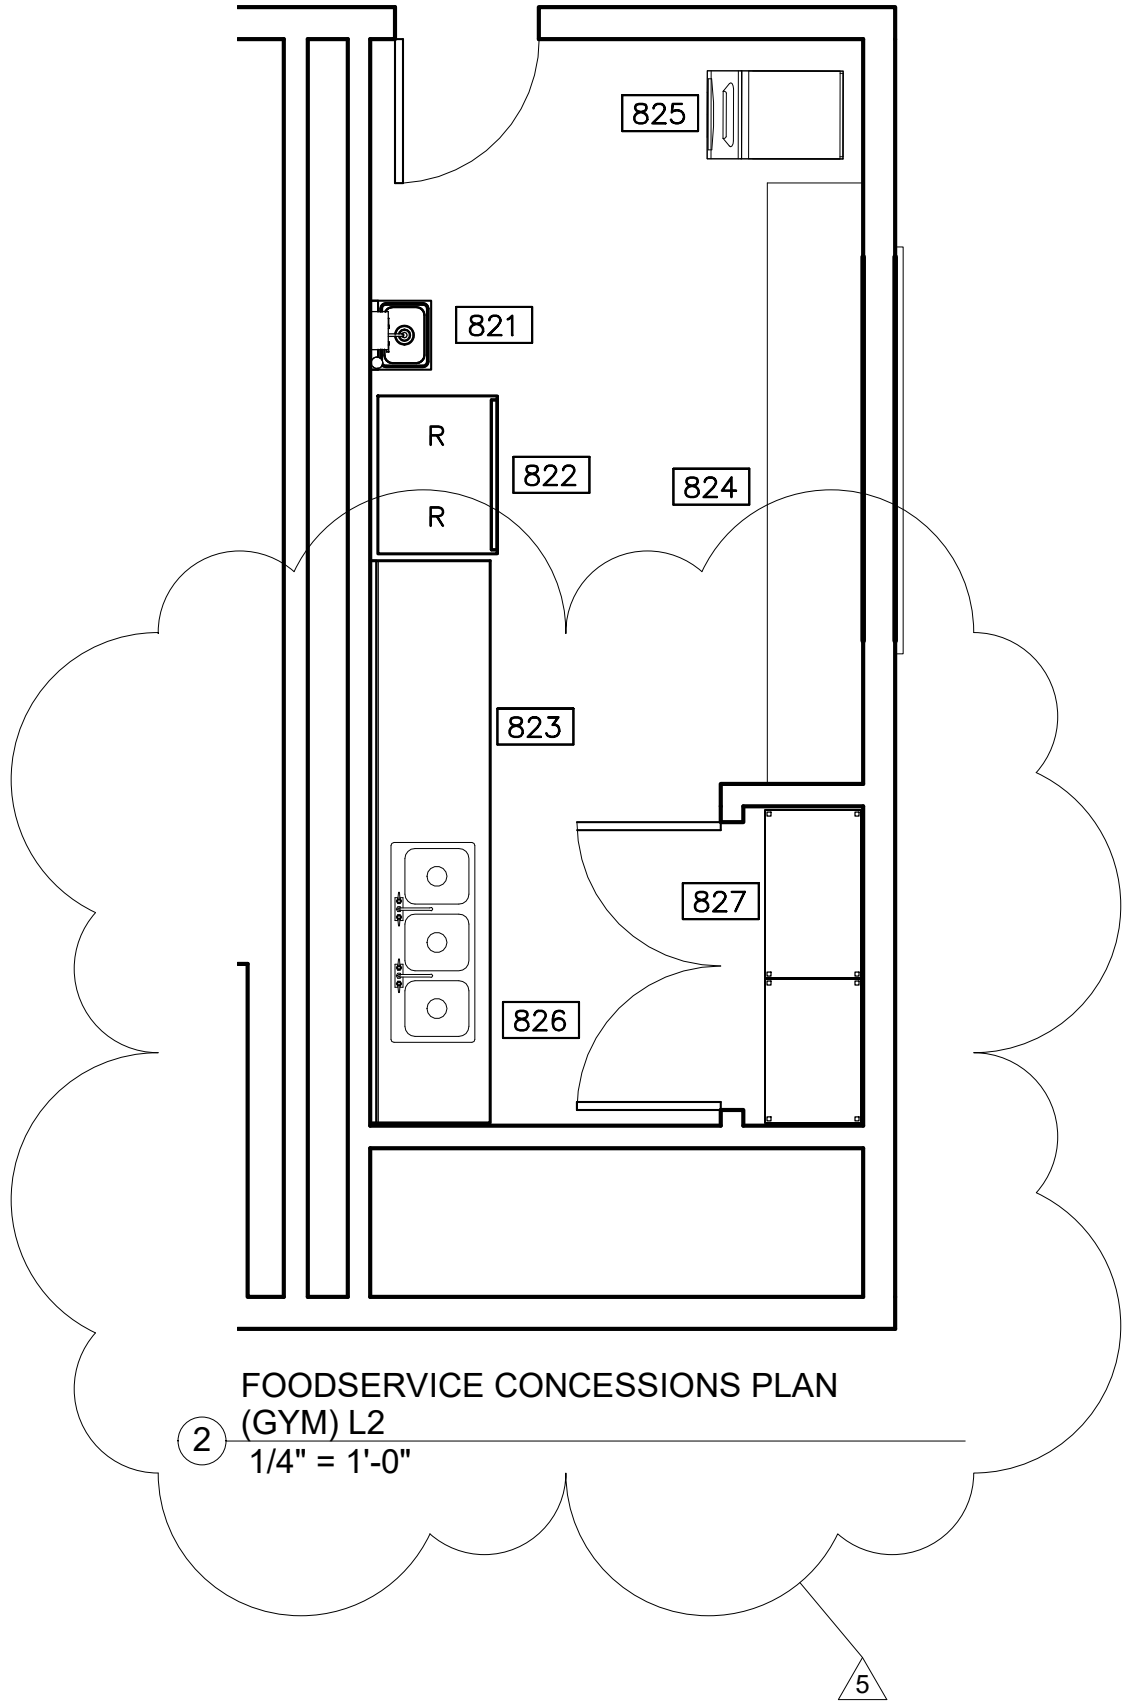 825
821
R
822
824
R
823
827
826
FOODSERVICE CONCESSIONS PLAN
(GYM) L2
2
1/4" = 1'-0"
5